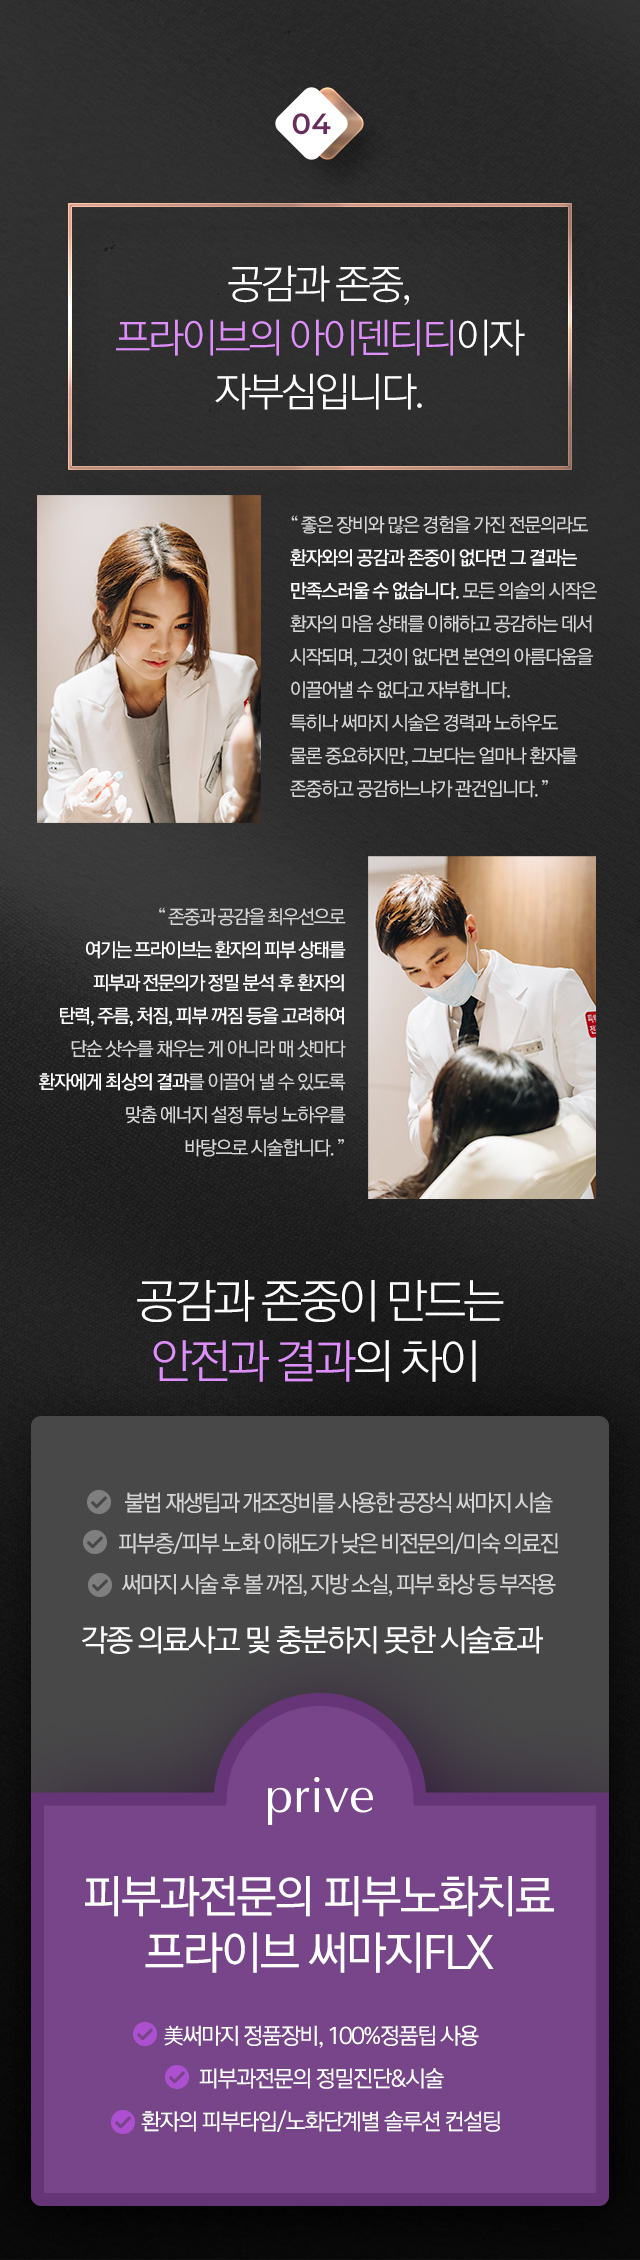 04
공감과 존중,
프라이브의 아이덴티티이자
자부심입니다.
“ 좋은 장비와 많은 경험을 가진 전문의라도
환자와의 공감과 존중이 없다면 그 결과는
만족스러울 수 없습니다. 모든 의술의 시작은
환자의 마음 상태를 이해하고 공감하는 데서
시작되며, 그것이 없다면 본연의 아름다움을
이끌어낼 수 없다고 자부합니다.
특히나 써마지 시술은 경력과 노하우도
물론 중요하지만, 그보다는 얼마나 환자를
존중하고 공감하느냐가 관건입니다. ”
“ 존중과 공감을 최우선으로
여기는 프라이브는 환자의 피부 상태를
피부과 전문의가 정밀 분석 후 환자의
탄력, 주름, 처짐, 피부 꺼짐 등을 고려하여
단순 샷수를 채우는 게 아니라 매 샷마다
환자에게 최상의 결과를 이끌어 낼 수 있도록
맞춤 에너지 설정 튜닝 노하우를
바탕으로 시술합니다. ”
공감과 존중이 만드는
안전과 결과의 차이
불법 재생팁과 개조장비를 사용한 공장식 써마지 시술
피부층/피부 노화 이해도가 낮은 비전문의/미숙 의료진
써마지 시술 후 볼 꺼짐, 지방 소실, 피부 화상 등 부작용
각종 의료사고 및 충분하지 못한 시술효과
prive
피부과전문의 피부노화치료
프라이브 써마지FLX
美써마지 정품장비, 100%정품팁 사용
피부과전문의 정밀진단&시술
환자의 피부타입/노화단계별 솔루션 컨설팅